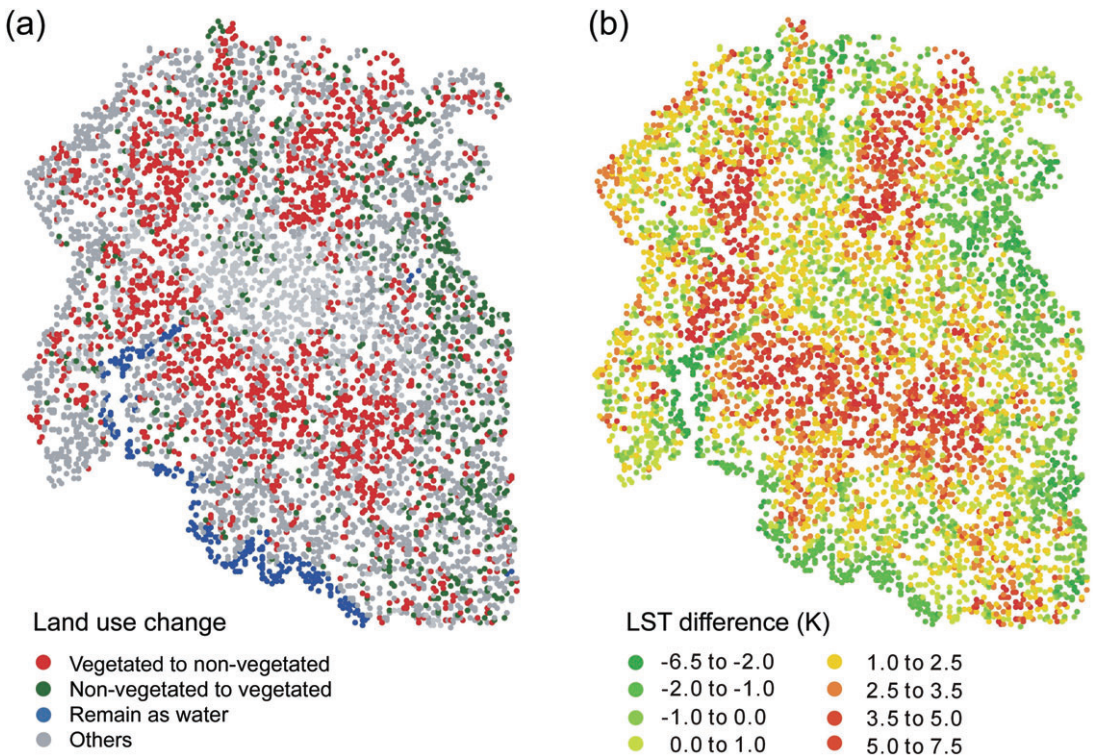 (a)
(b)
Land use change
Vegetated to non-vegetated
Non-vegetated to vegetated
Remain as water
Others
LST difference (K)
-6.5 to -2.0
-2.0 to -1.0
-1.0 to 0.0
0.0 to 1.0
1.0 to 2.5
2.5 to 3.5
3.5 to 5.0
5.0 to 7.5